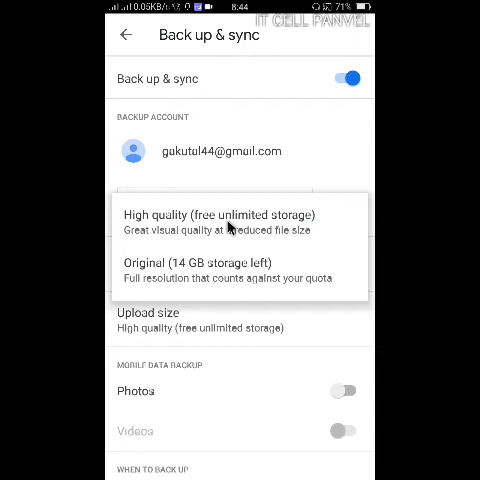 0.05KB/s 8:44 71%
IT CELL PANVEL
Back up & sync
Back up & sync
BACKUP ACCOUNT
gakutal44@gmail.com
High quality (free unlimited storage)
Great visual quality at reduced file size
Original (14 GB storage left)
Full resolution that counts against your quota
Upload size
High quality (free unlimited storage)
MOBILE DATA BACKUP
Photos
Videos
WHEN TO BACK UP